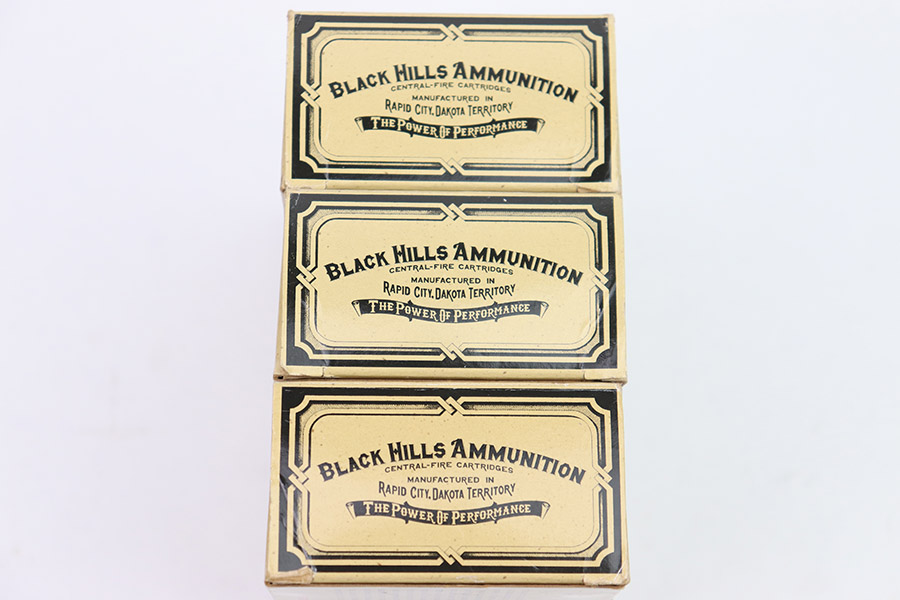 BLACK HILLS AMMUNITION
CENTRAL-FIRE CARTRIDGES
MANUFACTURED IN
RAPID CITY, DAKOTA TERRITORY
THE POWER OF PERFORMANCE
BLACK HILLS AMMUNITION
CENTRAL-FIRE CARTRIDGES
MANUFACTURED IN
RAPID CITY, DAKOTA TERRITORY
THE POWER OF PERFORMANCE
BLACK HILLS AMMUNITION
CENTRAL-FIRE CARTRIDGES
MANUFACTURED IN
RAPID CITY, DAKOTA TERRITORY
THE POWER OF PERFORMANCE